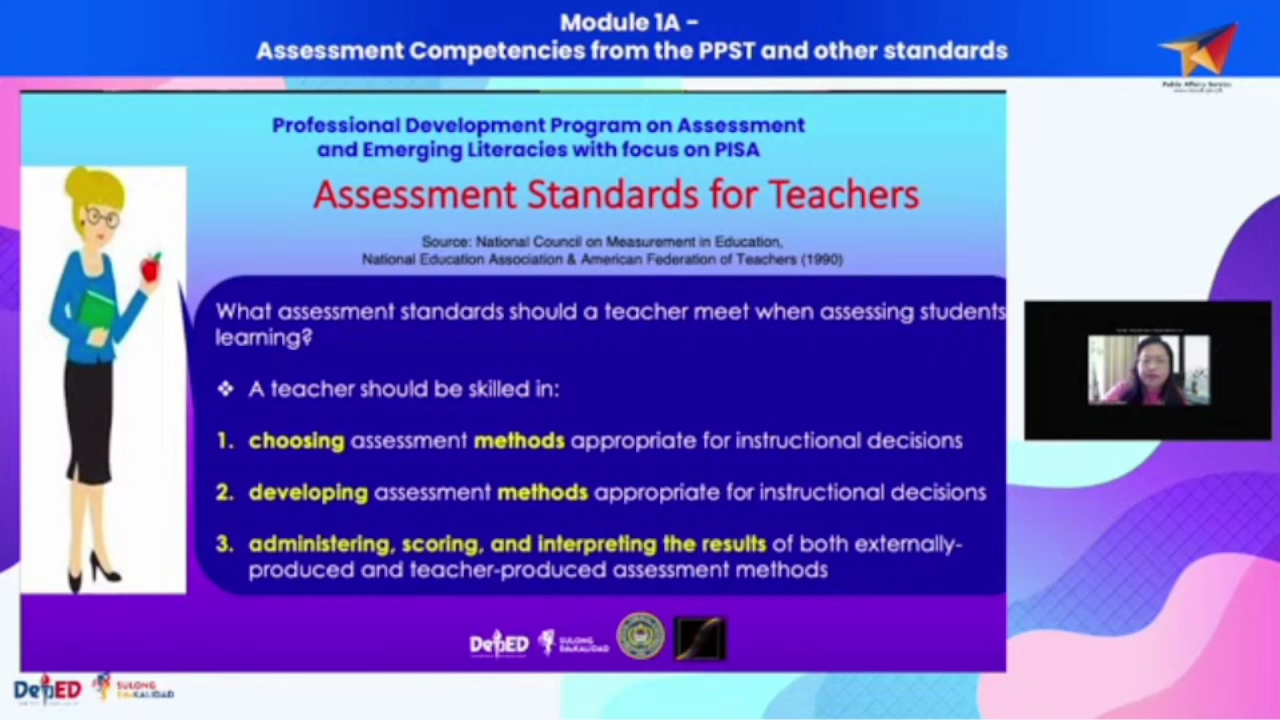 Module 1A -
Assessment Competencies from the PPST and other standards
Public Affairs Service
Professional Development Program on Assessment
and Emerging Literacies with focus on PISA
Assessment Standards for Teachers
Source: National Council on Measurement in Education,
National Education Association & American Federation of Teachers (1990)
What assessment standards should a teacher meet when assessing students
learning?
❖ A teacher should be skilled in:
1. choosing assessment methods appropriate for instructional decisions
2. developing assessment methods appropriate for instructional decisions
3. administering, scoring, and interpreting the results of both externally-
produced and teacher-produced assessment methods
DepED
SULONG
EduKALIDAD
DepED
SULONG
EduKALIDAD